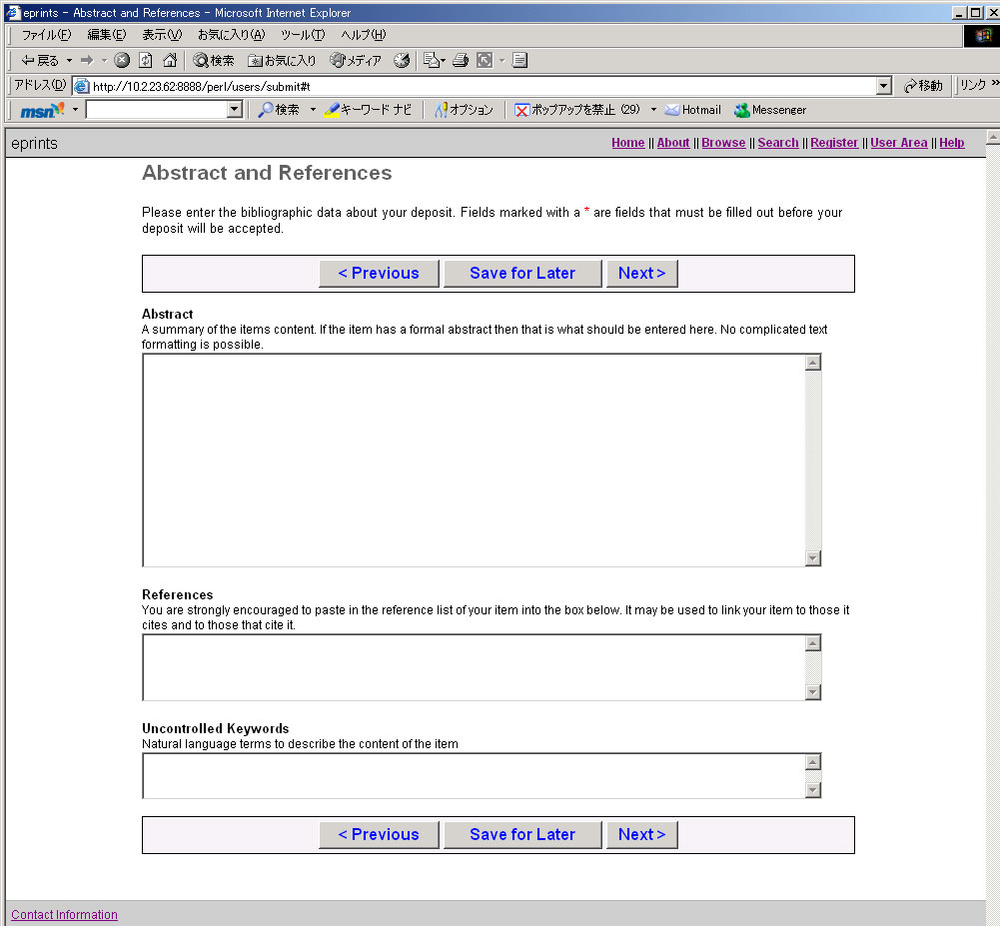 eprints - Abstract and References - Microsoft Internet Explorer
ファイル(F) 編集(E) 表示(V) お気に入り(A) ツール(T) ヘルプ(H)
戻る 検索 お気に入り メディア
アドレス(D) http://10.2.23.62:8888/perl/users/submit#t 移動 リンク »
msn 検索 キーワード ナビ オプション ポップアップを禁止 (29) Hotmail Messenger
eprints Home || About || Browse || Search || Register || User Area || Help
Abstract and References
Please enter the bibliographic data about your deposit. Fields marked with a * are fields that must be filled out before your
deposit will be accepted.
< Previous Save for Later Next >
Abstract
A summary of the items content. If the item has a formal abstract then that is what should be entered here. No complicated text
formatting is possible.
References
You are strongly encouraged to paste in the reference list of your item into the box below. It may be used to link your item to those it
cites and to those that cite it.
Uncontrolled Keywords
Natural language terms to describe the content of the item
< Previous Save for Later Next >
Contact Information